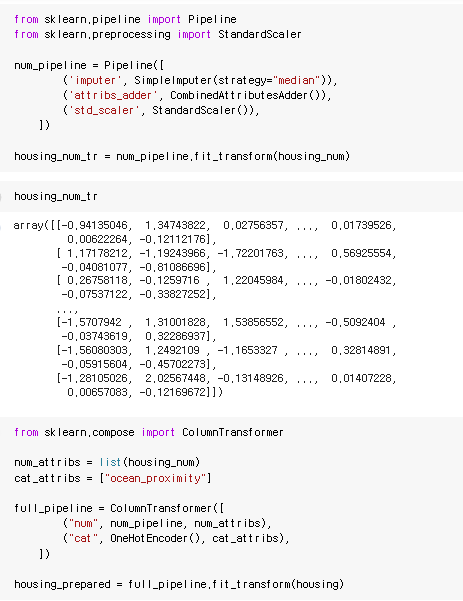 from sklearn.pipeline import Pipeline
from sklearn.preprocessing import StandardScaler
num_pipeline = Pipeline([
('imputer', SimpleImputer(strategy="median")),
('attribs_adder', CombinedAttributesAdder()),
('std_scaler', StandardScaler()),
])
housing_num_tr = num_pipeline.fit_transform(housing_num)
housing_num_tr
array([[-0.94135046, 1.34743822, 0.02756357, ..., 0.01739526,
0.00622264, -0.12112176],
[ 1.17178212, -1.19243966, -1.72201763, ..., 0.56925554,
-0.04081077, -0.81086696],
[ 0.26758118, -0.1259716 , 1.22045984, ..., -0.01802432,
-0.07537122, -0.33827252],
...,
[-1.5707942 , 1.31001828, 1.53856552, ..., -0.5092404 ,
-0.03743619, 0.32286937],
[-1.56080303, 1.2492109 , -1.1653327 , ..., 0.32814891,
-0.05915604, -0.45702273],
[-1.28105026, 2.02567448, -0.13148926, ..., 0.01407228,
0.00657083, -0.12169672]])
from sklearn.compose import ColumnTransformer
num_attribs = list(housing_num)
cat_attribs = ["ocean_proximity"]
full_pipeline = ColumnTransformer([
("num", num_pipeline, num_attribs),
("cat", OneHotEncoder(), cat_attribs),
])
housing_prepared = full_pipeline.fit_transform(housing)